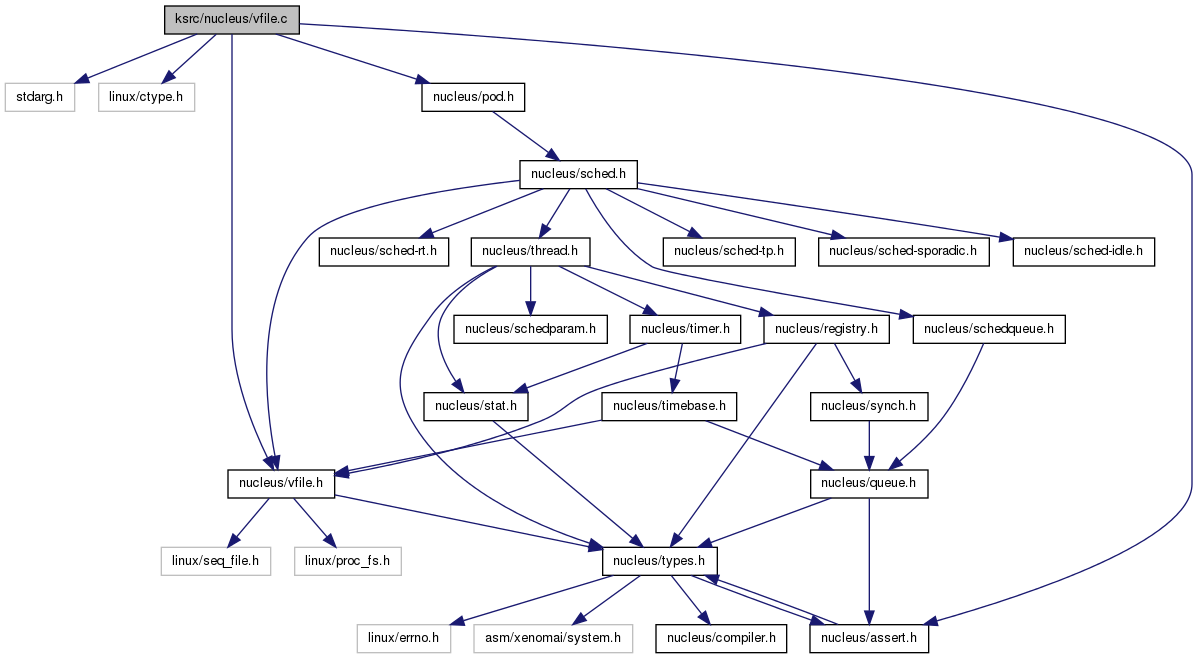 ksrc/nucleus/vfile.c
stdarg.h
linux/ctype.h
nucleus/pod.h
nucleus/sched.h
nucleus/sched-rt.h
nucleus/thread.h
nucleus/sched-tp.h
nucleus/sched-sporadic.h
nucleus/sched-idle.h
nucleus/schedparam.h
nucleus/timer.h
nucleus/registry.h
nucleus/schedqueue.h
nucleus/stat.h
nucleus/timebase.h
nucleus/synch.h
nucleus/vfile.h
nucleus/queue.h
linux/seq_file.h
linux/proc_fs.h
nucleus/types.h
linux/errno.h
asm/xenomai/system.h
nucleus/compiler.h
nucleus/assert.h